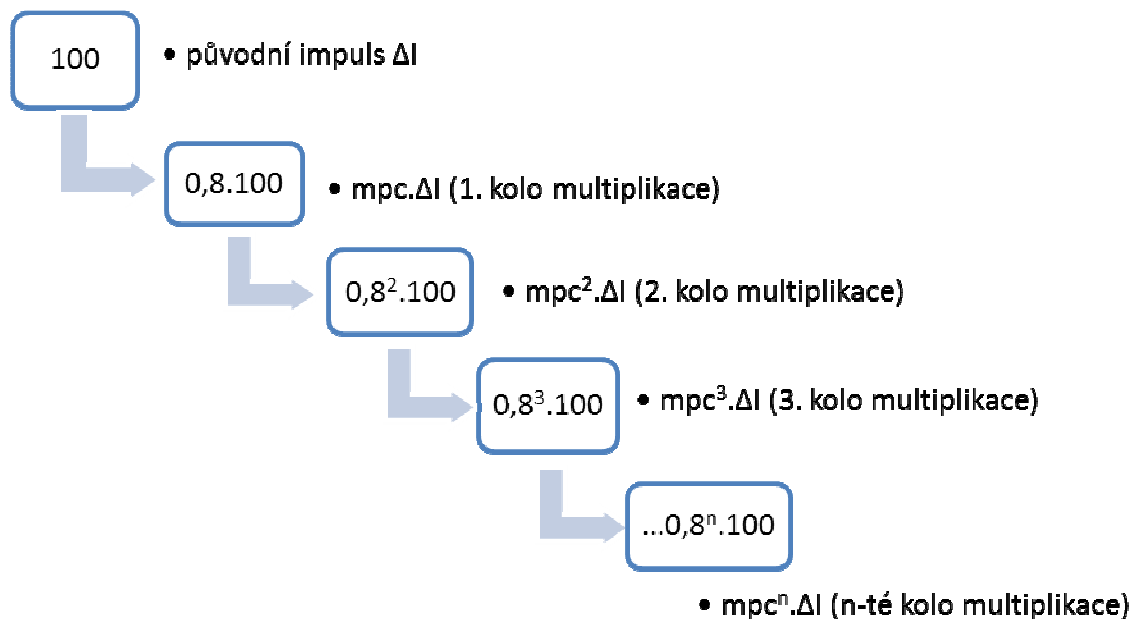 100
• původní impuls ΔI
0,8.100
• mpc.ΔI (1. kolo multiplikace)
0,8².100
• mpc².ΔI (2. kolo multiplikace)
0,8³.100
• mpc³.ΔI (3. kolo multiplikace)
...0,8ⁿ.100
• mpcⁿ.ΔI (n-té kolo multiplikace)